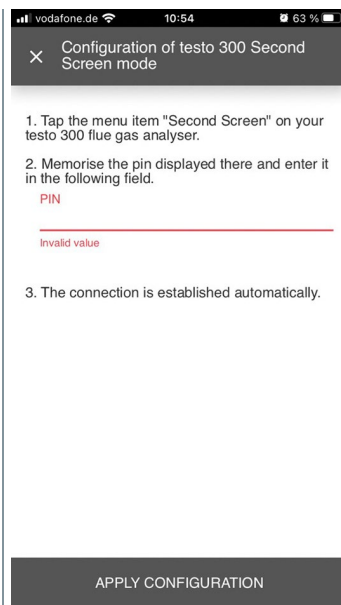 vodafone.de 10:54 63 %
Configuration of testo 300 Second
Screen mode
1. Tap the menu item "Second Screen" on your
testo 300 flue gas analyser.
2. Memorise the pin displayed there and enter it
in the following field.
PIN
Invalid value
3. The connection is established automatically.
APPLY CONFIGURATION